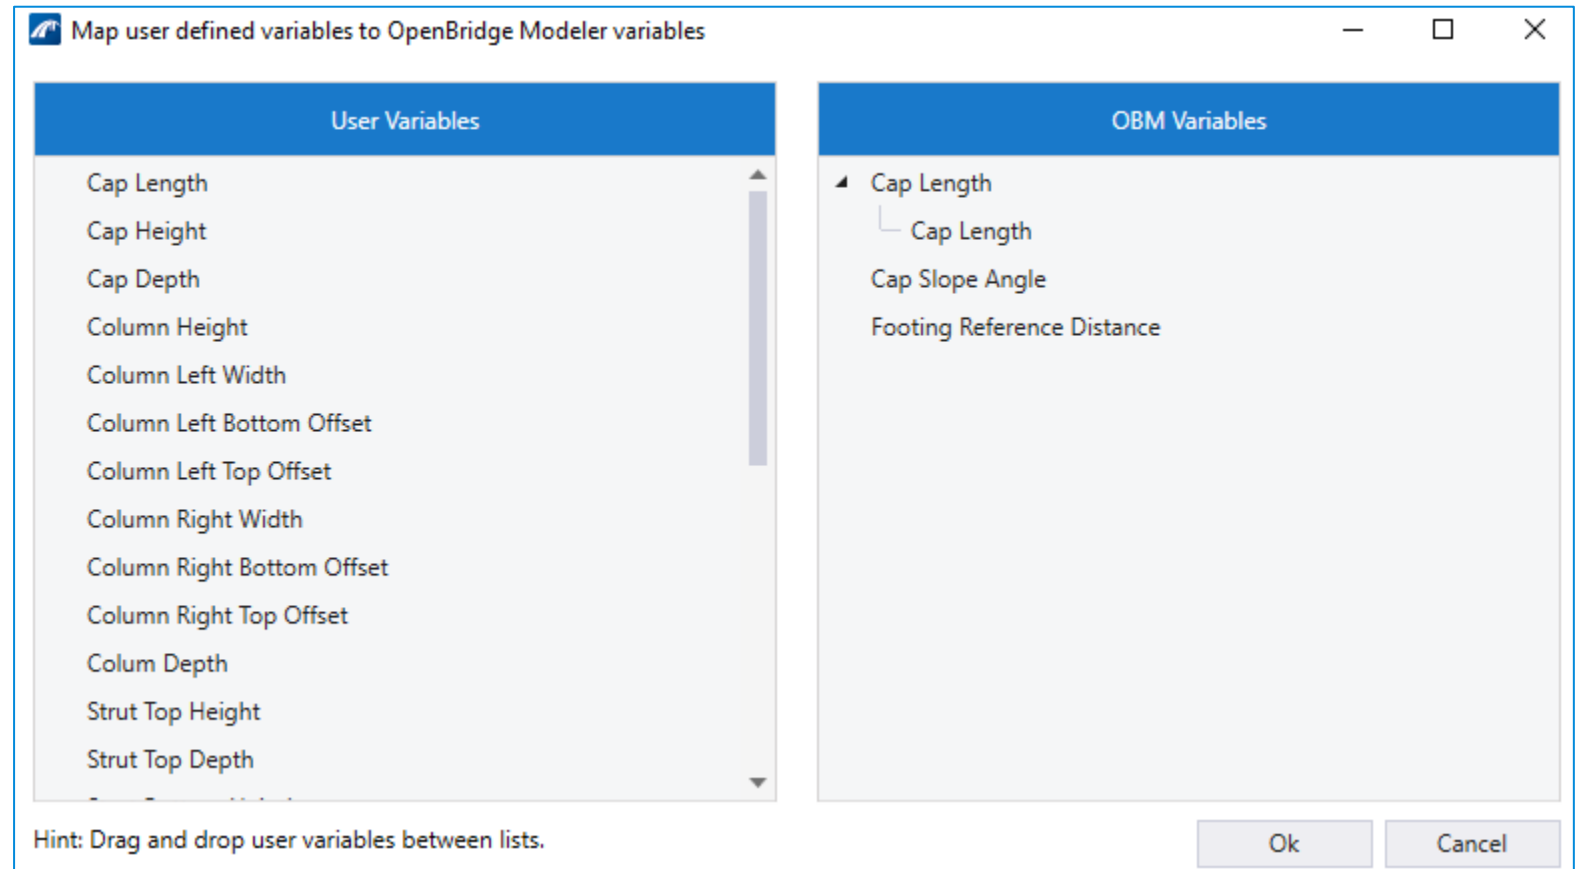 Map user defined variables to OpenBridge Modeler variables
User Variables
Cap Length
Cap Height
Cap Depth
Column Height
Column Left Width
Column Left Bottom Offset
Column Left Top Offset
Column Right Width
Column Right Bottom Offset
Column Right Top Offset
Colum Depth
Strut Top Height
Strut Top Depth
OBM Variables
Cap Length
Cap Length
Cap Slope Angle
Footing Reference Distance
Hint: Drag and drop user variables between lists.
Ok
Cancel